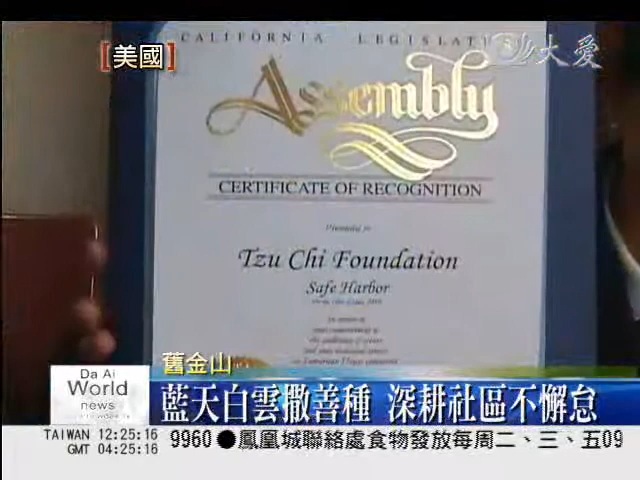 [美國]
大愛
CALIFORNIA LEGISLATU
Assembly
CERTIFICATE OF RECOGNITION
Presented to
Tzu Chi Foundation
Safe Harbor
舊金山
Da Ai
World
news
藍天白雲撒善種 深耕社區不懈怠
TAIWAN 12:25:16
GMT 04:25:16
9960 ●鳳凰城聯絡處食物發放每周二、三、五09